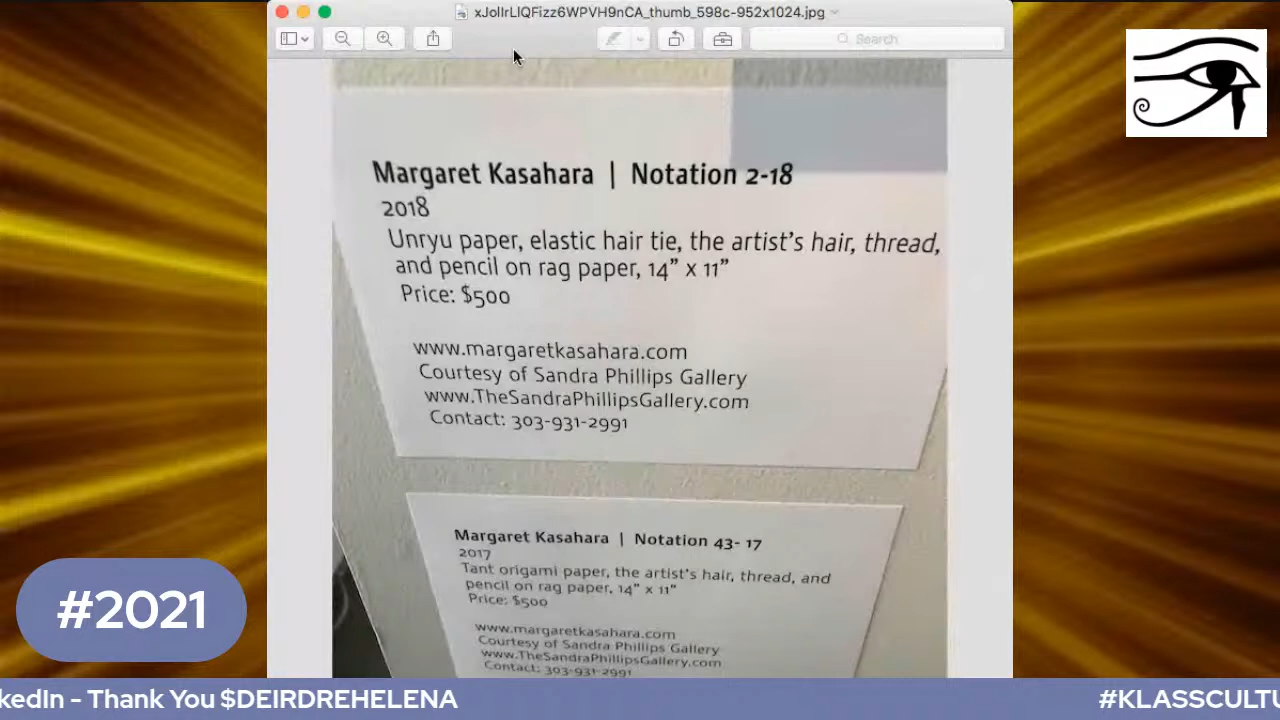 xJolIrLIQFizz6WPVH9nCA_thumb_598c-952x1024.jpg
Search
Margaret Kasahara | Notation 2-18
2018
Unryu paper, elastic hair tie, the artist's hair, thread,
and pencil on rag paper, 14" x 11"
Price: $500
www.margaretkasahara.com
Courtesy of Sandra Phillips Gallery
www.TheSandraPhillipsGallery.com
Contact: 303-931-2991
Margaret Kasahara | Notation 43- 17
2017
Tant origami paper, the artist's hair, thread, and
pencil on rag paper, 14" x 11"
Price: $500
www.margaretkasahara.com
Courtesy of Sandra Phillips Gallery
www.TheSandraPhillipsGallery.com
Contact: 303-931-2991
#2021
kedIn - Thank You $DEIRDREHELENA
#KLASSCULTU